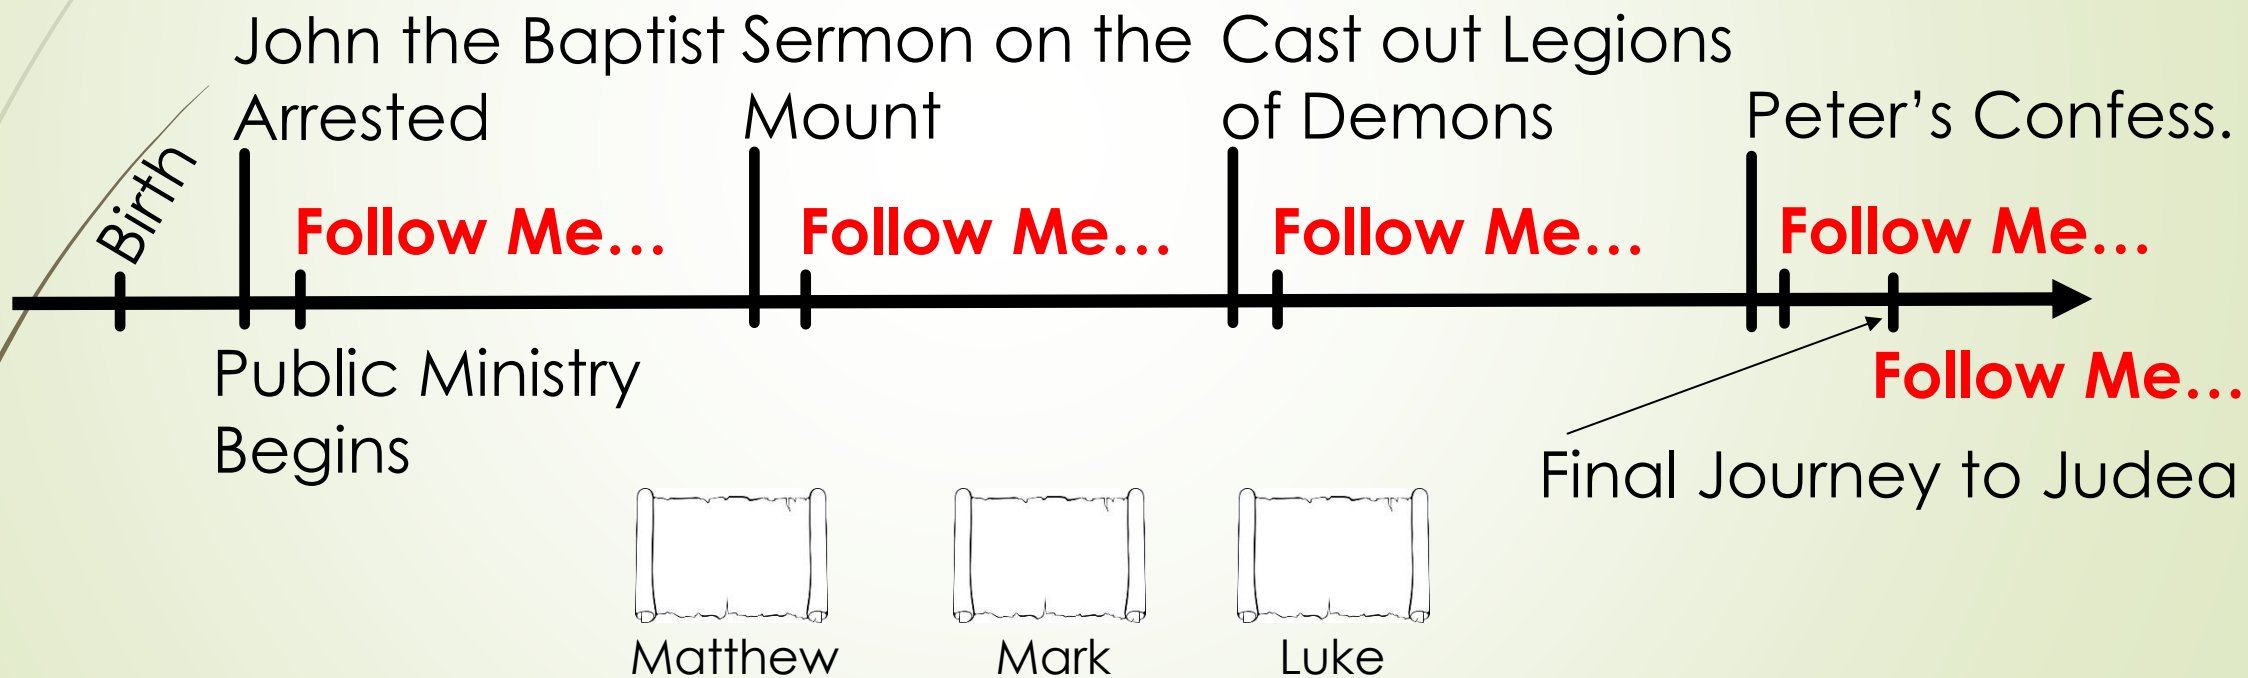 John the Baptist
Arrested
Sermon on the
Mount
Cast out Legions
of Demons
Peter’s Confess.
Birth
Follow Me…
Follow Me…
Follow Me…
Follow Me…
Public Ministry
Begins
Follow Me…
Final Journey to Judea
Matthew
Mark
Luke